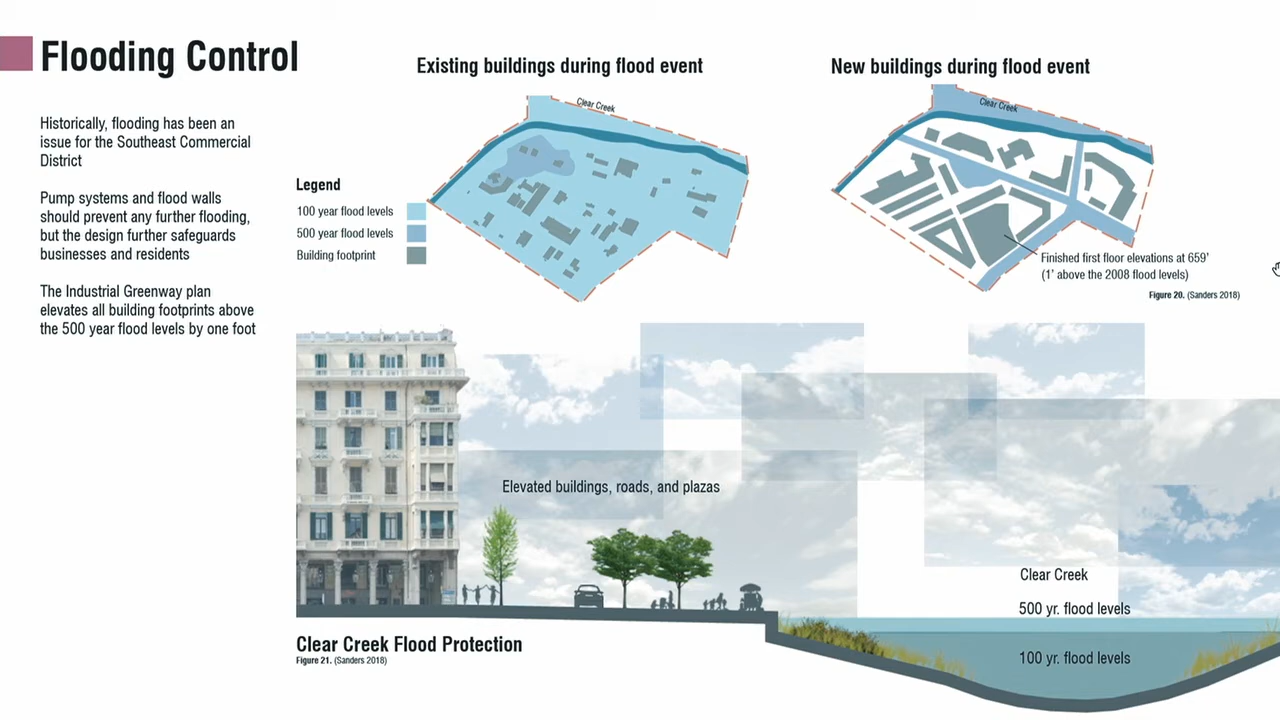 Flooding Control
Historically, flooding has been an
issue for the Southeast Commercial
District
Pump systems and flood walls
should prevent any further flooding,
but the design further safeguards
businesses and residents
The Industrial Greenway plan
elevates all building footprints above
the 500 year flood levels by one foot
Existing buildings during flood event
Clear Creek
Legend
100 year flood levels
500 year flood levels
Building footprint
New buildings during flood event
Clear Creek
Finished first floor elevations at 659'
(1' above the 2008 flood levels)
Figure 20. (Sanders 2018)
Elevated buildings, roads, and plazas
Clear Creek
500 yr. flood levels
100 yr. flood levels
Clear Creek Flood Protection
Figure 21. (Sanders 2018)